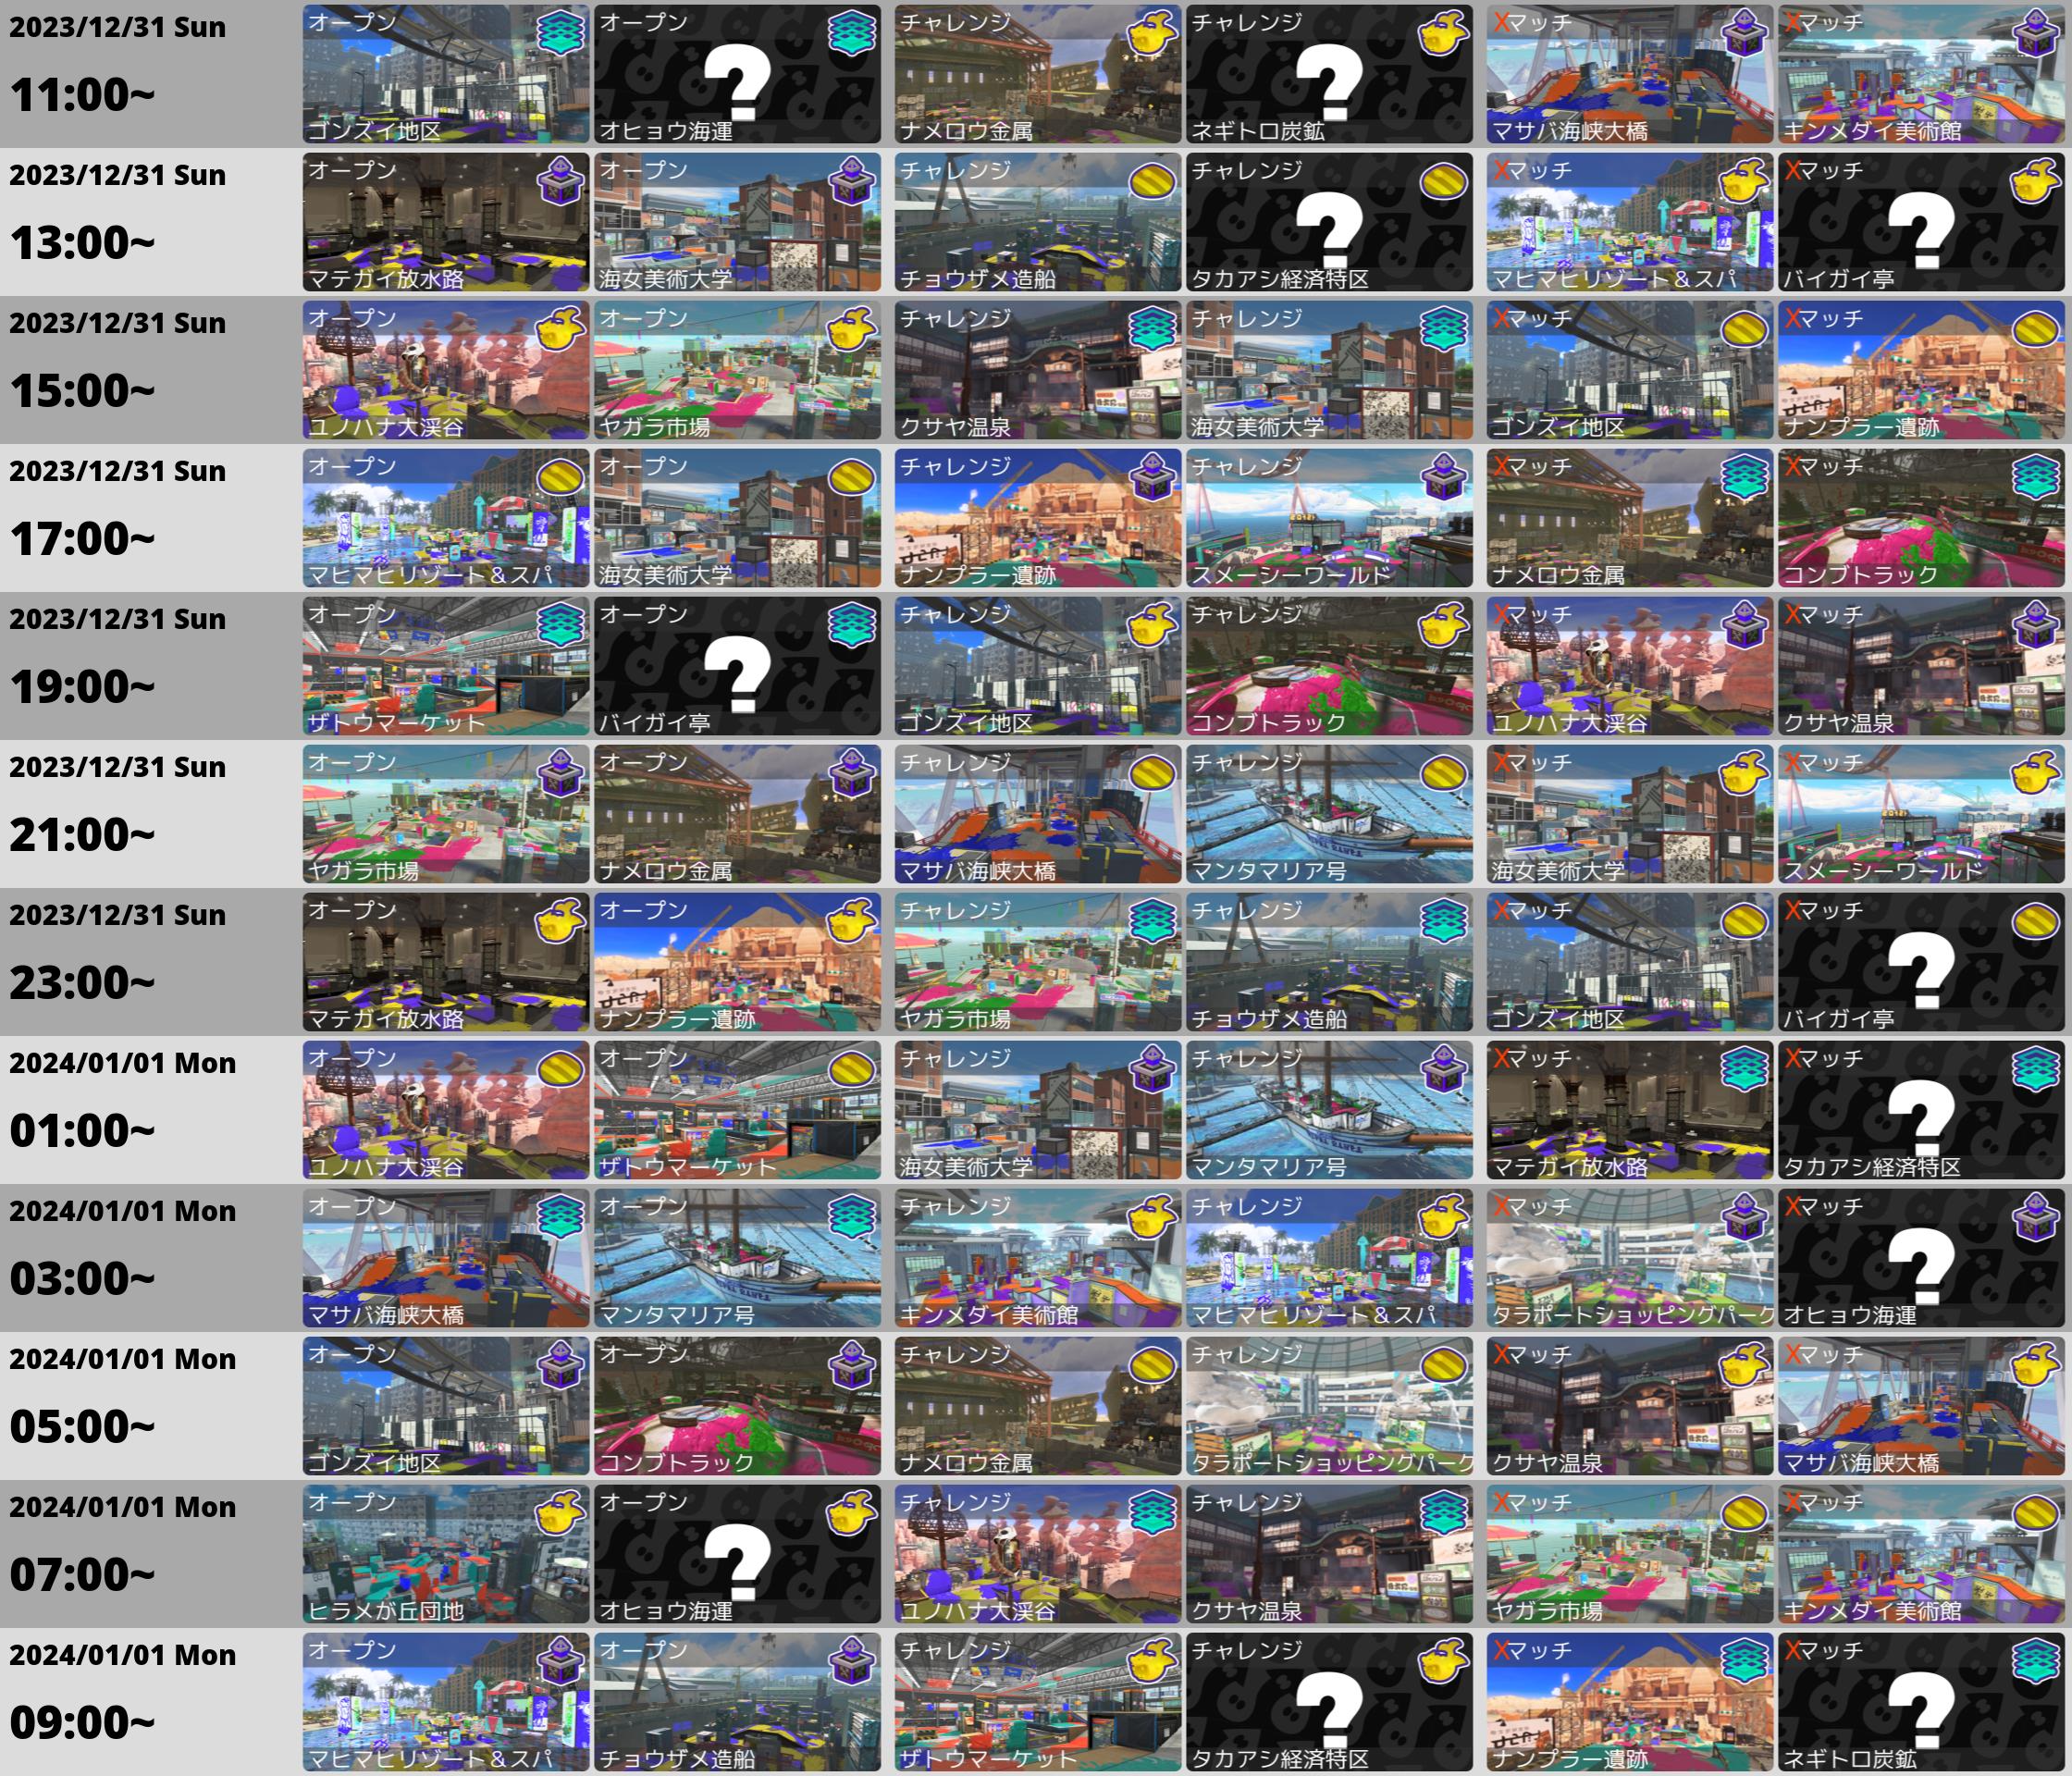 2023/12/31 Sun
11:00~
オープン オープン チャレンジ チャレンジ Xマッチ Xマッチ
ゴンズイ地区 オヒョウ海運 ナメロウ金属 ネギトロ炭鉱 マサバ海峡大橋 キンメダイ美術館
2023/12/31 Sun
13:00~
オープン オープン チャレンジ チャレンジ Xマッチ Xマッチ
マテガイ放水路 海女美術大学 チョウザメ造船 タカアシ経済特区 マヒマヒリゾート＆スパ バイガイ亭
2023/12/31 Sun
15:00~
オープン オープン チャレンジ チャレンジ Xマッチ Xマッチ
ユノハナ大渓谷 ヤガラ市場 クサヤ温泉 海女美術大学 ゴンズイ地区 ナンプラー遺跡
2023/12/31 Sun
17:00~
オープン オープン チャレンジ チャレンジ Xマッチ Xマッチ
マヒマヒリゾート＆スパ 海女美術大学 ナンプラー遺跡 スメーシーワールド ナメロウ金属 コンブトラック
2023/12/31 Sun
19:00~
オープン オープン チャレンジ チャレンジ Xマッチ Xマッチ
ザトウマーケット バイガイ亭 ゴンズイ地区 コンブトラック ユノハナ大渓谷 クサヤ温泉
2023/12/31 Sun
21:00~
オープン オープン チャレンジ チャレンジ Xマッチ Xマッチ
ヤガラ市場 ナメロウ金属 マサバ海峡大橋 マンタマリア号 海女美術大学 スメーシーワールド
2023/12/31 Sun
23:00~
オープン オープン チャレンジ チャレンジ Xマッチ Xマッチ
マテガイ放水路 ナンプラー遺跡 ヤガラ市場 チョウザメ造船 ゴンズイ地区 バイガイ亭
2024/01/01 Mon
01:00~
オープン オープン チャレンジ チャレンジ Xマッチ Xマッチ
ユノハナ大渓谷 ザトウマーケット 海女美術大学 マンタマリア号 マテガイ放水路 タカアシ経済特区
2024/01/01 Mon
03:00~
オープン オープン チャレンジ チャレンジ Xマッチ Xマッチ
マサバ海峡大橋 マンタマリア号 キンメダイ美術館 マヒマヒリゾート＆スパ タラポートショッピングパーク オヒョウ海運
2024/01/01 Mon
05:00~
オープン オープン チャレンジ チャレンジ Xマッチ Xマッチ
ゴンズイ地区 コンブトラック ナメロウ金属 タラポートショッピングパーク クサヤ温泉 マサバ海峡大橋
2024/01/01 Mon
07:00~
オープン オープン チャレンジ チャレンジ Xマッチ Xマッチ
ヒラメが丘団地 オヒョウ海運 ユノハナ大渓谷 クサヤ温泉 ヤガラ市場 キンメダイ美術館
2024/01/01 Mon
09:00~
オープン オープン チャレンジ チャレンジ Xマッチ Xマッチ
マヒマヒリゾート＆スパ チョウザメ造船 ザトウマーケット タカアシ経済特区 ナンプラー遺跡 ネギトロ炭鉱